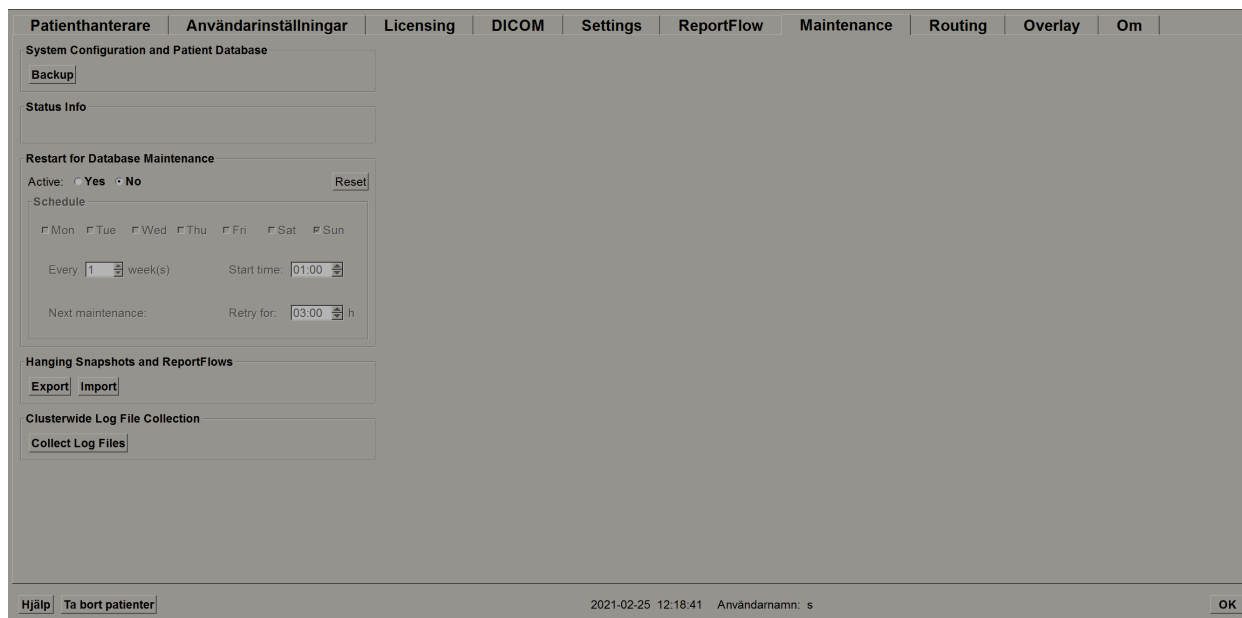 Patienthanterare Användarinställningar Licensing DICOM Settings ReportFlow Maintenance Routing Overlay Om
System Configuration and Patient Database
Backup
Status Info
Restart for Database Maintenance
Active: Yes No Reset
Schedule
Mon Tue Wed Thu Fri Sat Sun
Every 1 week(s) Start time: 01:00
Next maintenance: Retry for: 03:00 h
Hanging Snapshots and ReportFlows
Export Import
Clusterwide Log File Collection
Collect Log Files
Hjälp Ta bort patienter 2021-02-25 12:18:41 Användarnamn: s OK